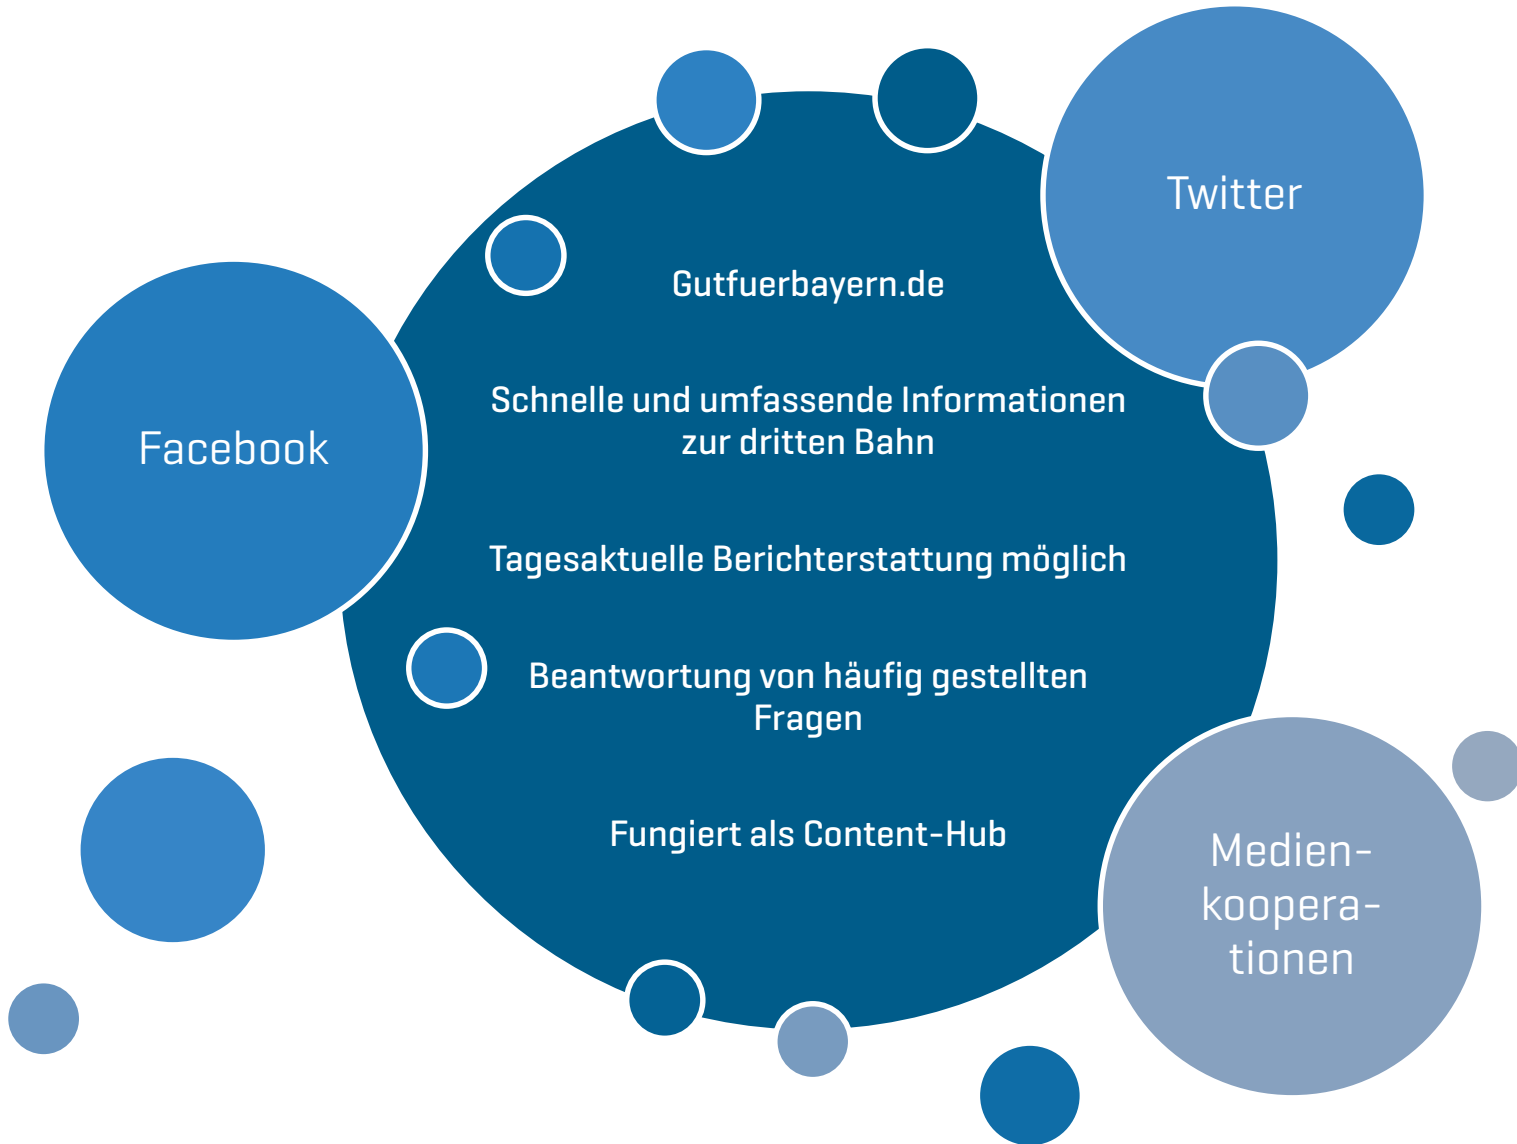 Twitter
Gutfuerbayern.de
Schnelle und umfassende Informationen
zur dritten Bahn
Facebook
Tagesaktuelle Berichterstattung möglich
Beantwortung von häufig gestellten
Fragen
Fungiert als Content-Hub
Medien-
koopera-
tionen